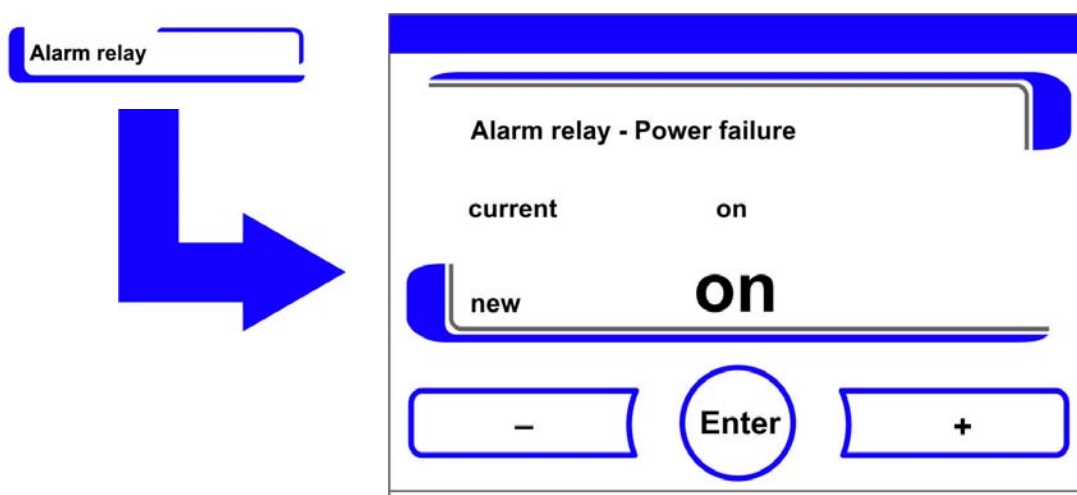 Alarm relay
Alarm relay - Power failure
current on
new on
– Enter +